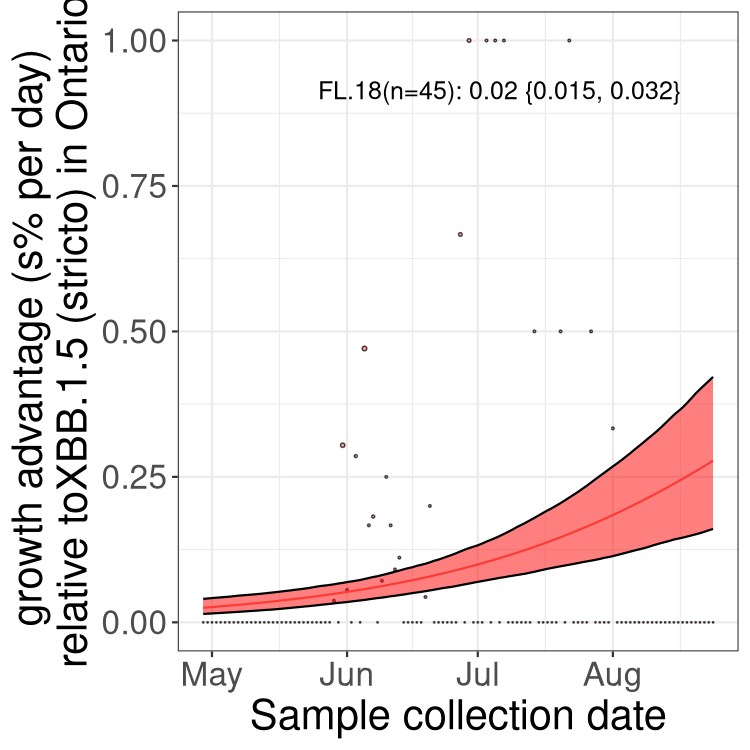 growth advantage (s% per day)
relative toXBB.1.5 (stricto) in Ontario
1.00
0.75
0.50
0.25
0.00
FL.18(n=45): 0.02 {0.015, 0.032}
May Jun Jul Aug
Sample collection date